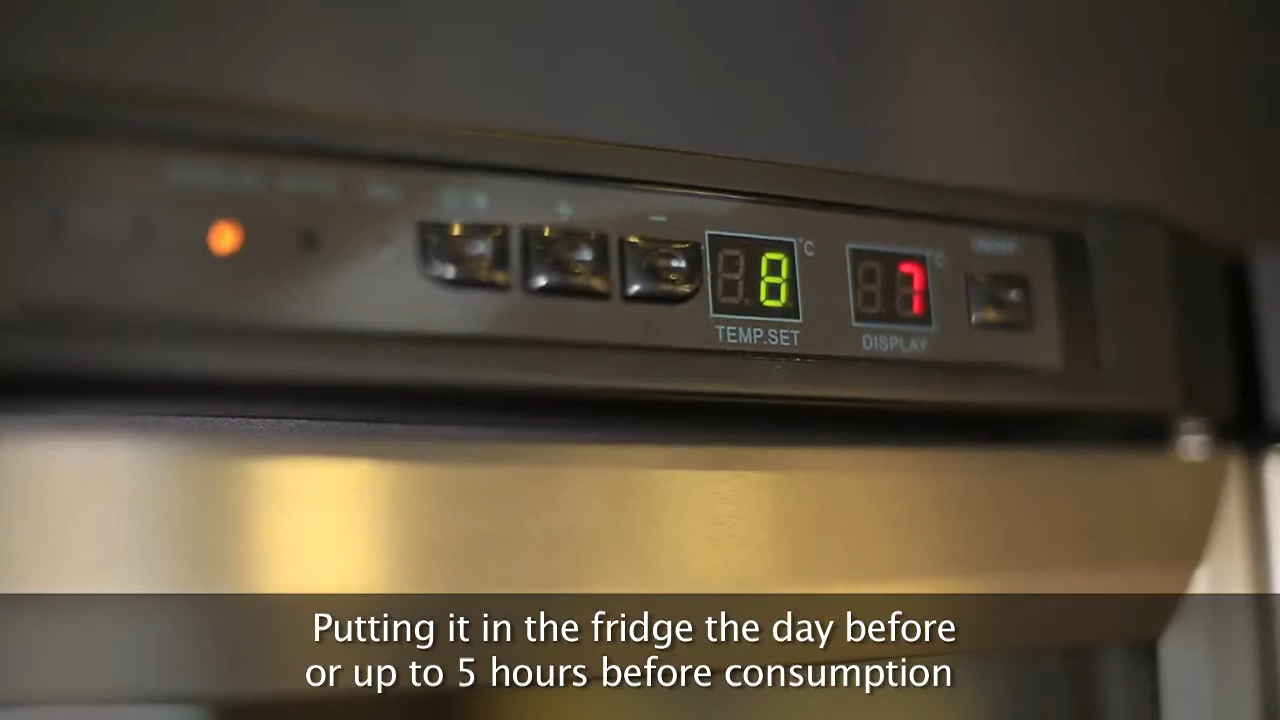 + -
8 °C
7 °C
TEMP.SET
DISPLAY
Putting it in the fridge the day before
or up to 5 hours before consumption